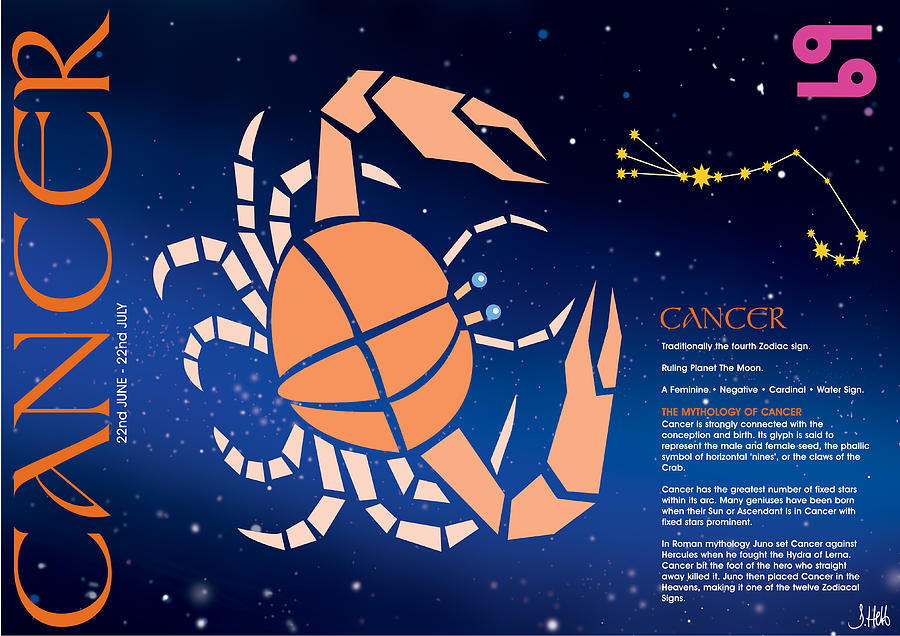 CANCER
22nd JUNE - 22nd JULY
CANCER
Traditionally the fourth Zodiac sign.
Ruling Planet The Moon.
A Feminine • Negative • Cardinal • Water Sign.
THE MYTHOLOGY OF CANCER
Cancer is strongly connected with the
conception and birth. Its glyph is said to
represent the male and female seed, the phallic
symbol of horizontal 'nines', or the claws of the
Crab.
Cancer has the greatest number of fixed stars
within its arc. Many geniuses have been born
when their Sun or Ascendant is in Cancer with
fixed stars prominent.
In Roman mythology Juno set Cancer against
Hercules when he fought the Hydra of Lerna.
Cancer bit the foot of the hero who straight
away killed it. Juno then placed Cancer in the
Heavens, making it one of the twelve Zodiacal
Signs.